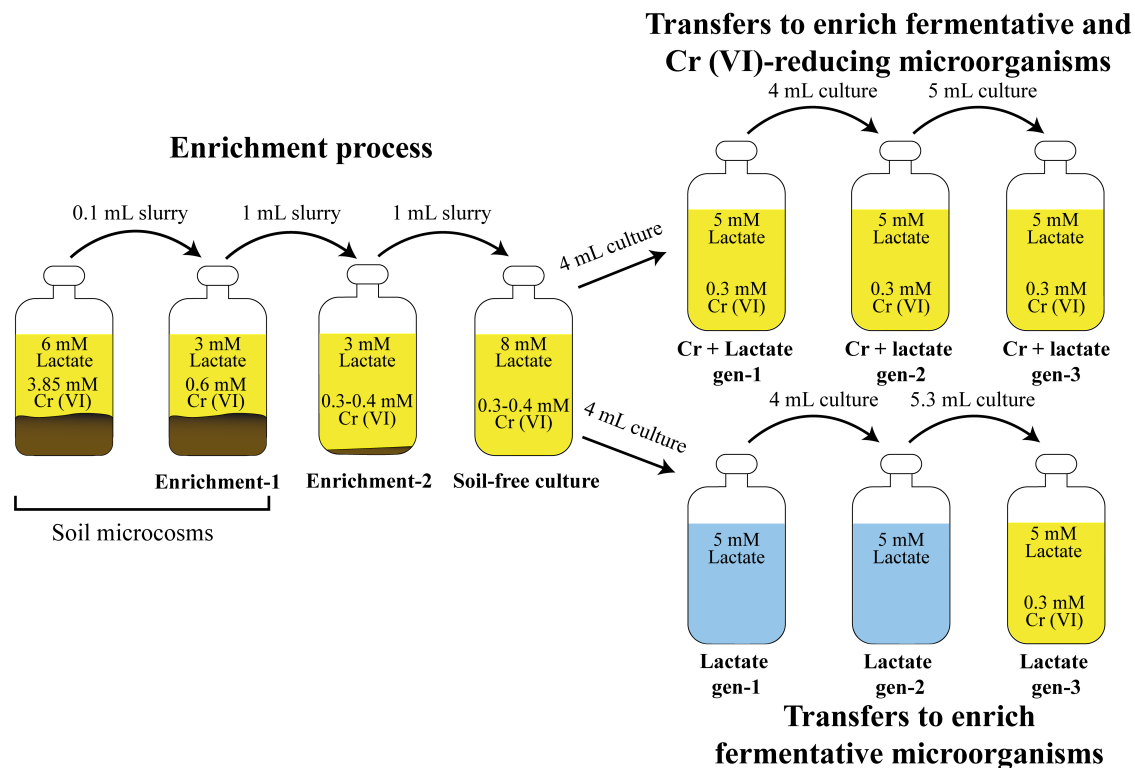 Transfers to enrich fermentative and
Cr (VI)-reducing microorganisms
4 mL culture
5 mL culture
Enrichment process
0.1 mL slurry
1 mL slurry
1 mL slurry
4 mL culture
5 mM
Lactate
0.3 mM
Cr (VI)
5 mM
Lactate
0.3 mM
Cr (VI)
5 mM
Lactate
0.3 mM
Cr (VI)
Cr + Lactate
gen-1
Cr + lactate
gen-2
Cr + lactate
gen-3
6 mM
Lactate
3.85 mM
Cr (VI)
3 mM
Lactate
0.6 mM
Cr (VI)
3 mM
Lactate
0.3-0.4 mM
Cr (VI)
8 mM
Lactate
0.3-0.4 mM
Cr (VI)
Enrichment-1
Enrichment-2
Soil-free culture
Soil microcosms
4 mL culture
4 mL culture
5.3 mL culture
5 mM
Lactate
5 mM
Lactate
5 mM
Lactate
0.3 mM
Cr (VI)
Lactate
gen-1
Lactate
gen-2
Lactate
gen-3
Transfers to enrich
fermentative microorganisms